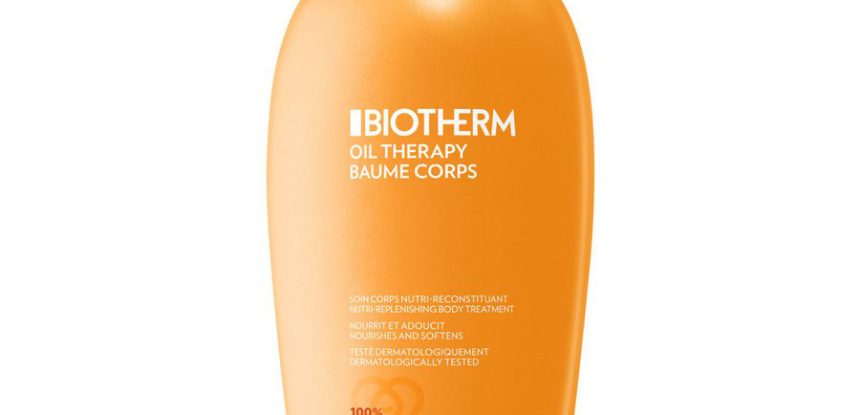 BIOTHERM
OIL THERAPY
BAUME CORPS
SOIN CORPS NUTRI-RECONSTITUANT
NUTRI-REPLENISHING BODY TREATMENT
NOURRIT ET ADOUCIT
NOURISHES AND SOFTENS
TESTÉ DERMATOLOGIQUEMENT
DERMATOLOGICALLY TESTED
100%